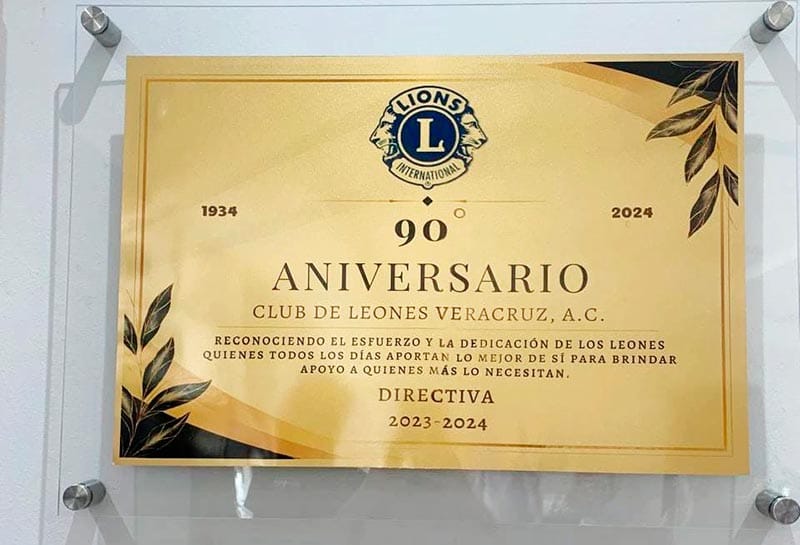 LIONS
L
INTERNATIONAL
®
1934
90°
2024
ANIVERSARIO
CLUB DE LEONES VERACRUZ, A.C.
RECONOCIENDO EL ESFUERZO Y LA DEDICACIÓN DE LOS LEONES
QUIENES TODOS LOS DÍAS APORTAN LO MEJOR DE SÍ PARA BRINDAR
APOYO A QUIENES MÁS LO NECESITAN.
DIRECTIVA
2023-2024